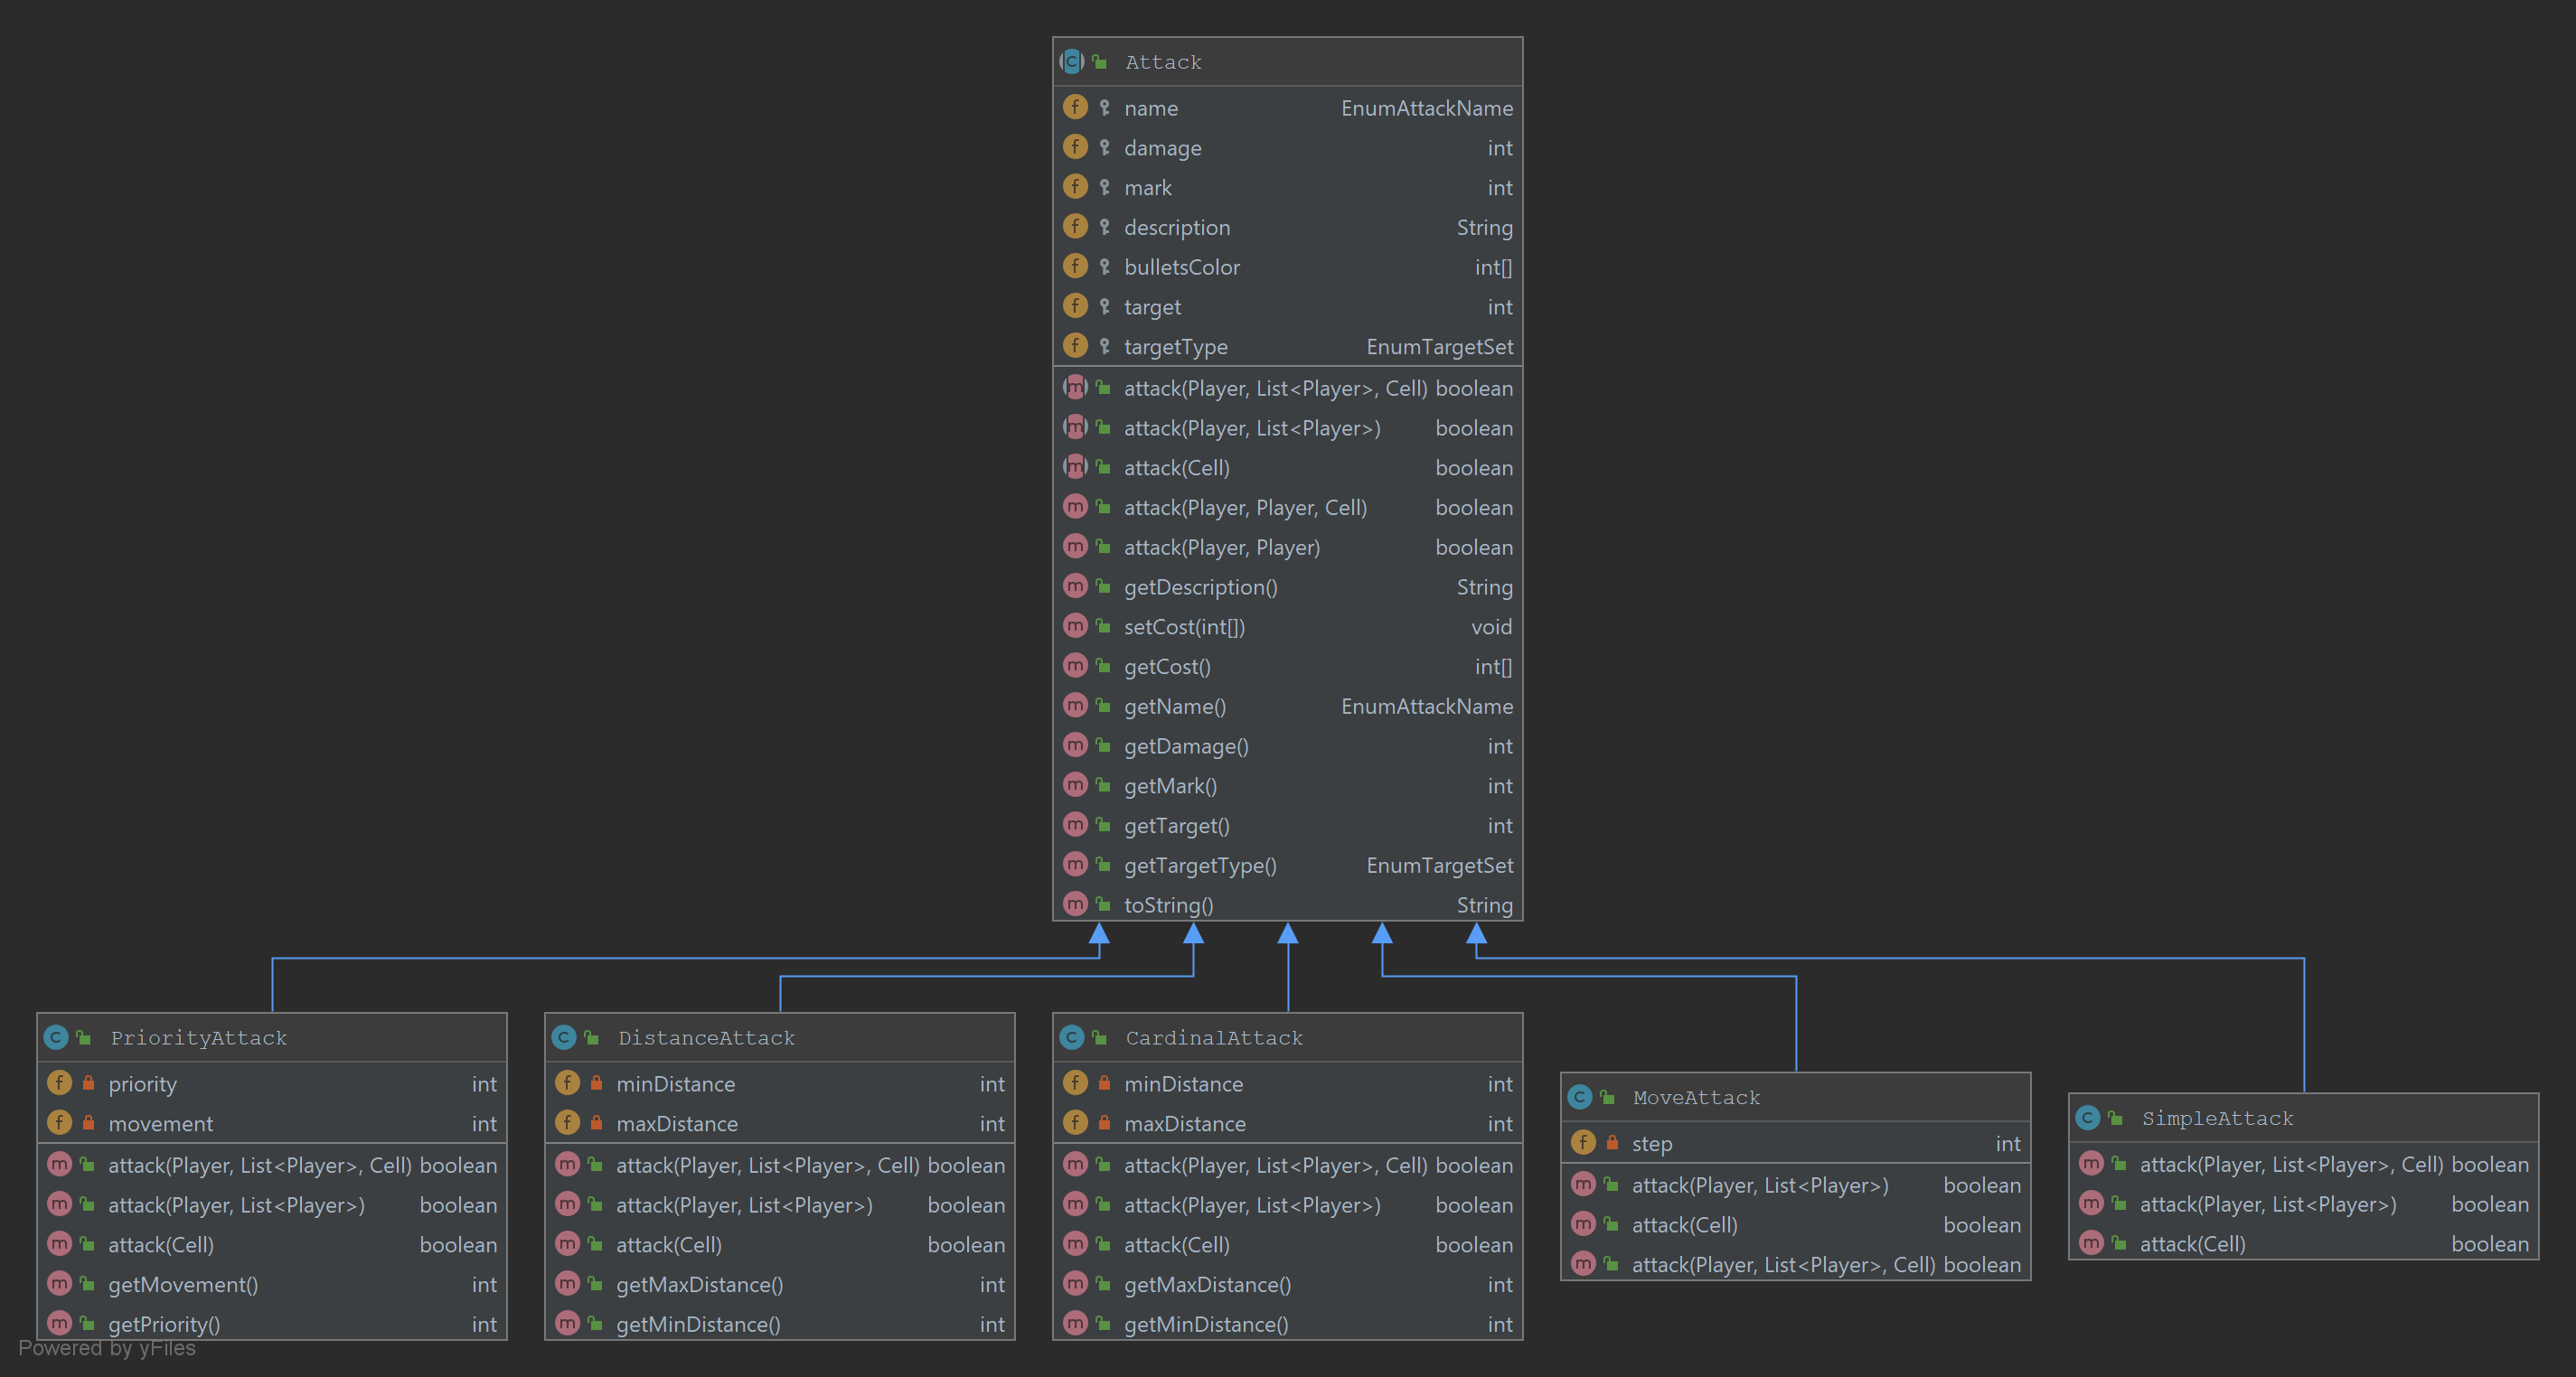 Attack
name EnumAttackName
damage int
mark int
description String
bulletsColor int[]
target int
targetType EnumTargetSet
attack(Player, List<Player>, Cell) boolean
attack(Player, List<Player>) boolean
attack(Cell) boolean
attack(Player, Player, Cell) boolean
attack(Player, Player) boolean
getDescription() String
setCost(int[]) void
getCost() int[]
getName() EnumAttackName
getDamage() int
getMark() int
getTarget() int
getTargetType() EnumTargetSet
toString() String
PriorityAttack
priority int
movement int
attack(Player, List<Player>, Cell) boolean
attack(Player, List<Player>) boolean
attack(Cell) boolean
getMovement() int
getPriority() int
DistanceAttack
minDistance int
maxDistance int
attack(Player, List<Player>, Cell) boolean
attack(Player, List<Player>) boolean
attack(Cell) boolean
getMaxDistance() int
getMinDistance() int
CardinalAttack
minDistance int
maxDistance int
attack(Player, List<Player>, Cell) boolean
attack(Player, List<Player>) boolean
attack(Cell) boolean
getMaxDistance() int
getMinDistance() int
MoveAttack
step int
attack(Player, List<Player>) boolean
attack(Cell) boolean
attack(Player, List<Player>, Cell) boolean
SimpleAttack
attack(Player, List<Player>, Cell) boolean
attack(Player, List<Player>) boolean
attack(Cell) boolean
Powered by yFiles